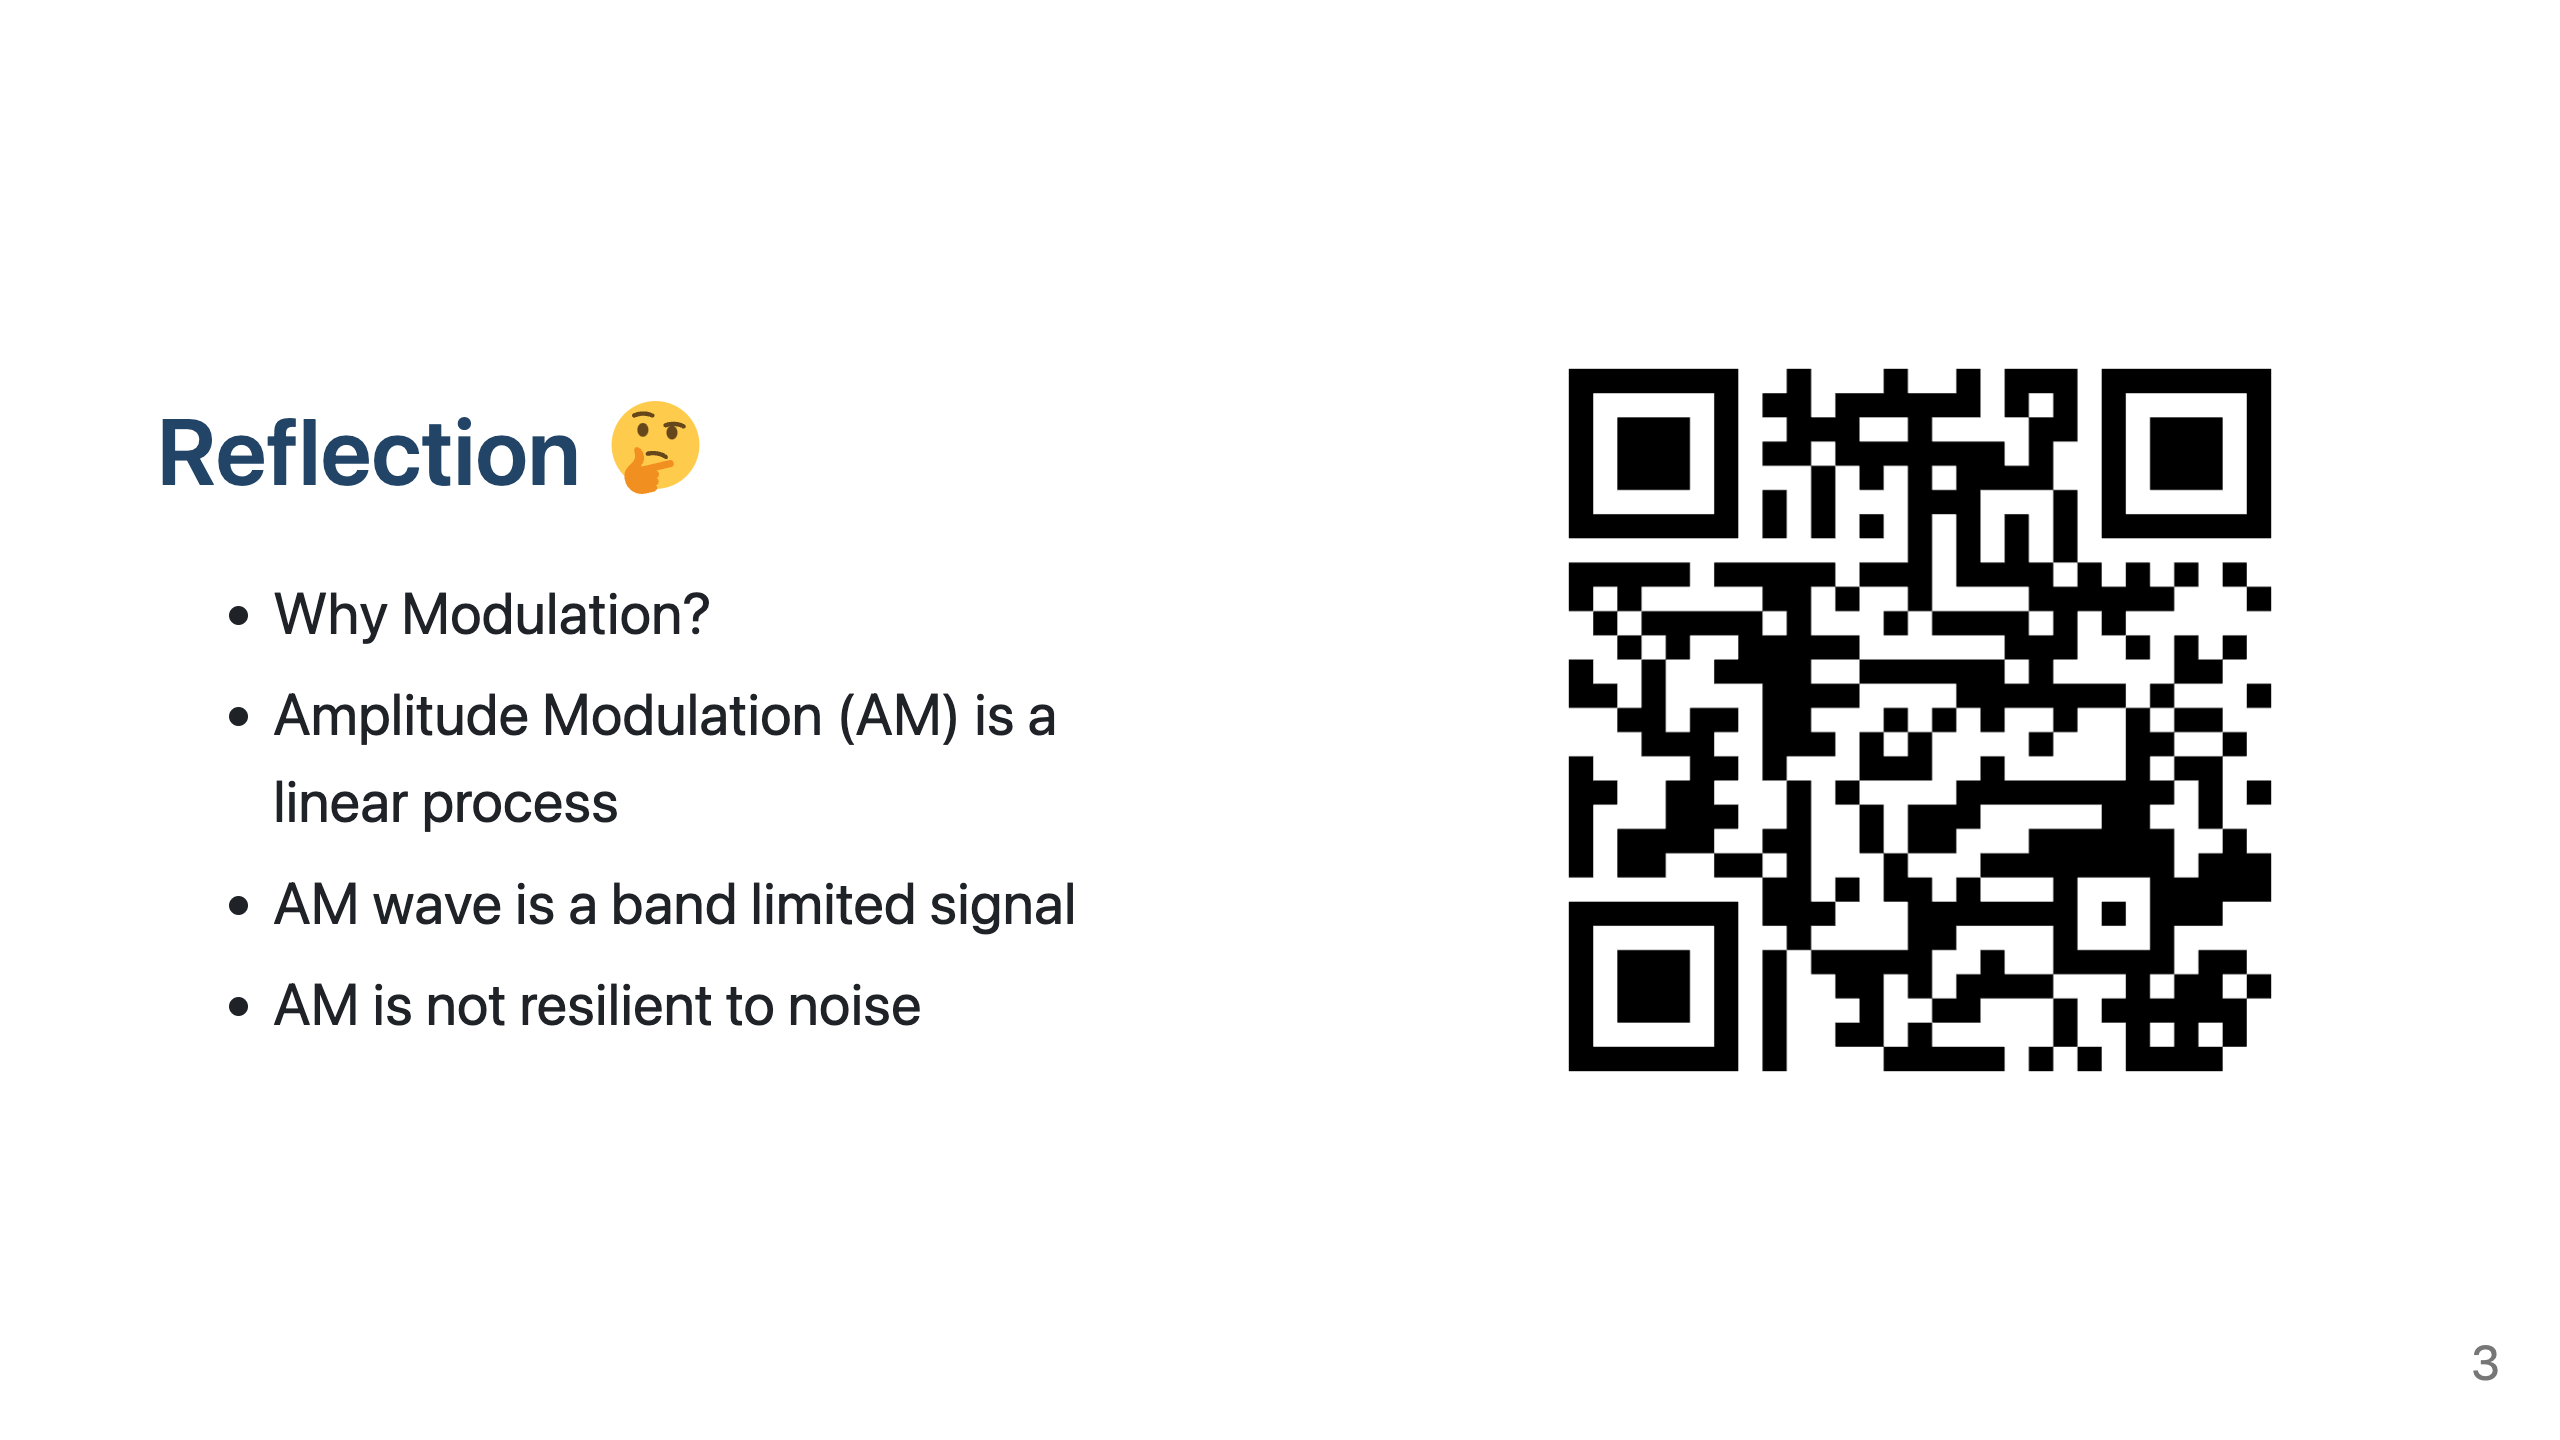 Reflection 🤔
• Why Modulation?
• Amplitude Modulation (AM) is a
linear process
• AM wave is a band limited signal
• AM is not resilient to noise
3